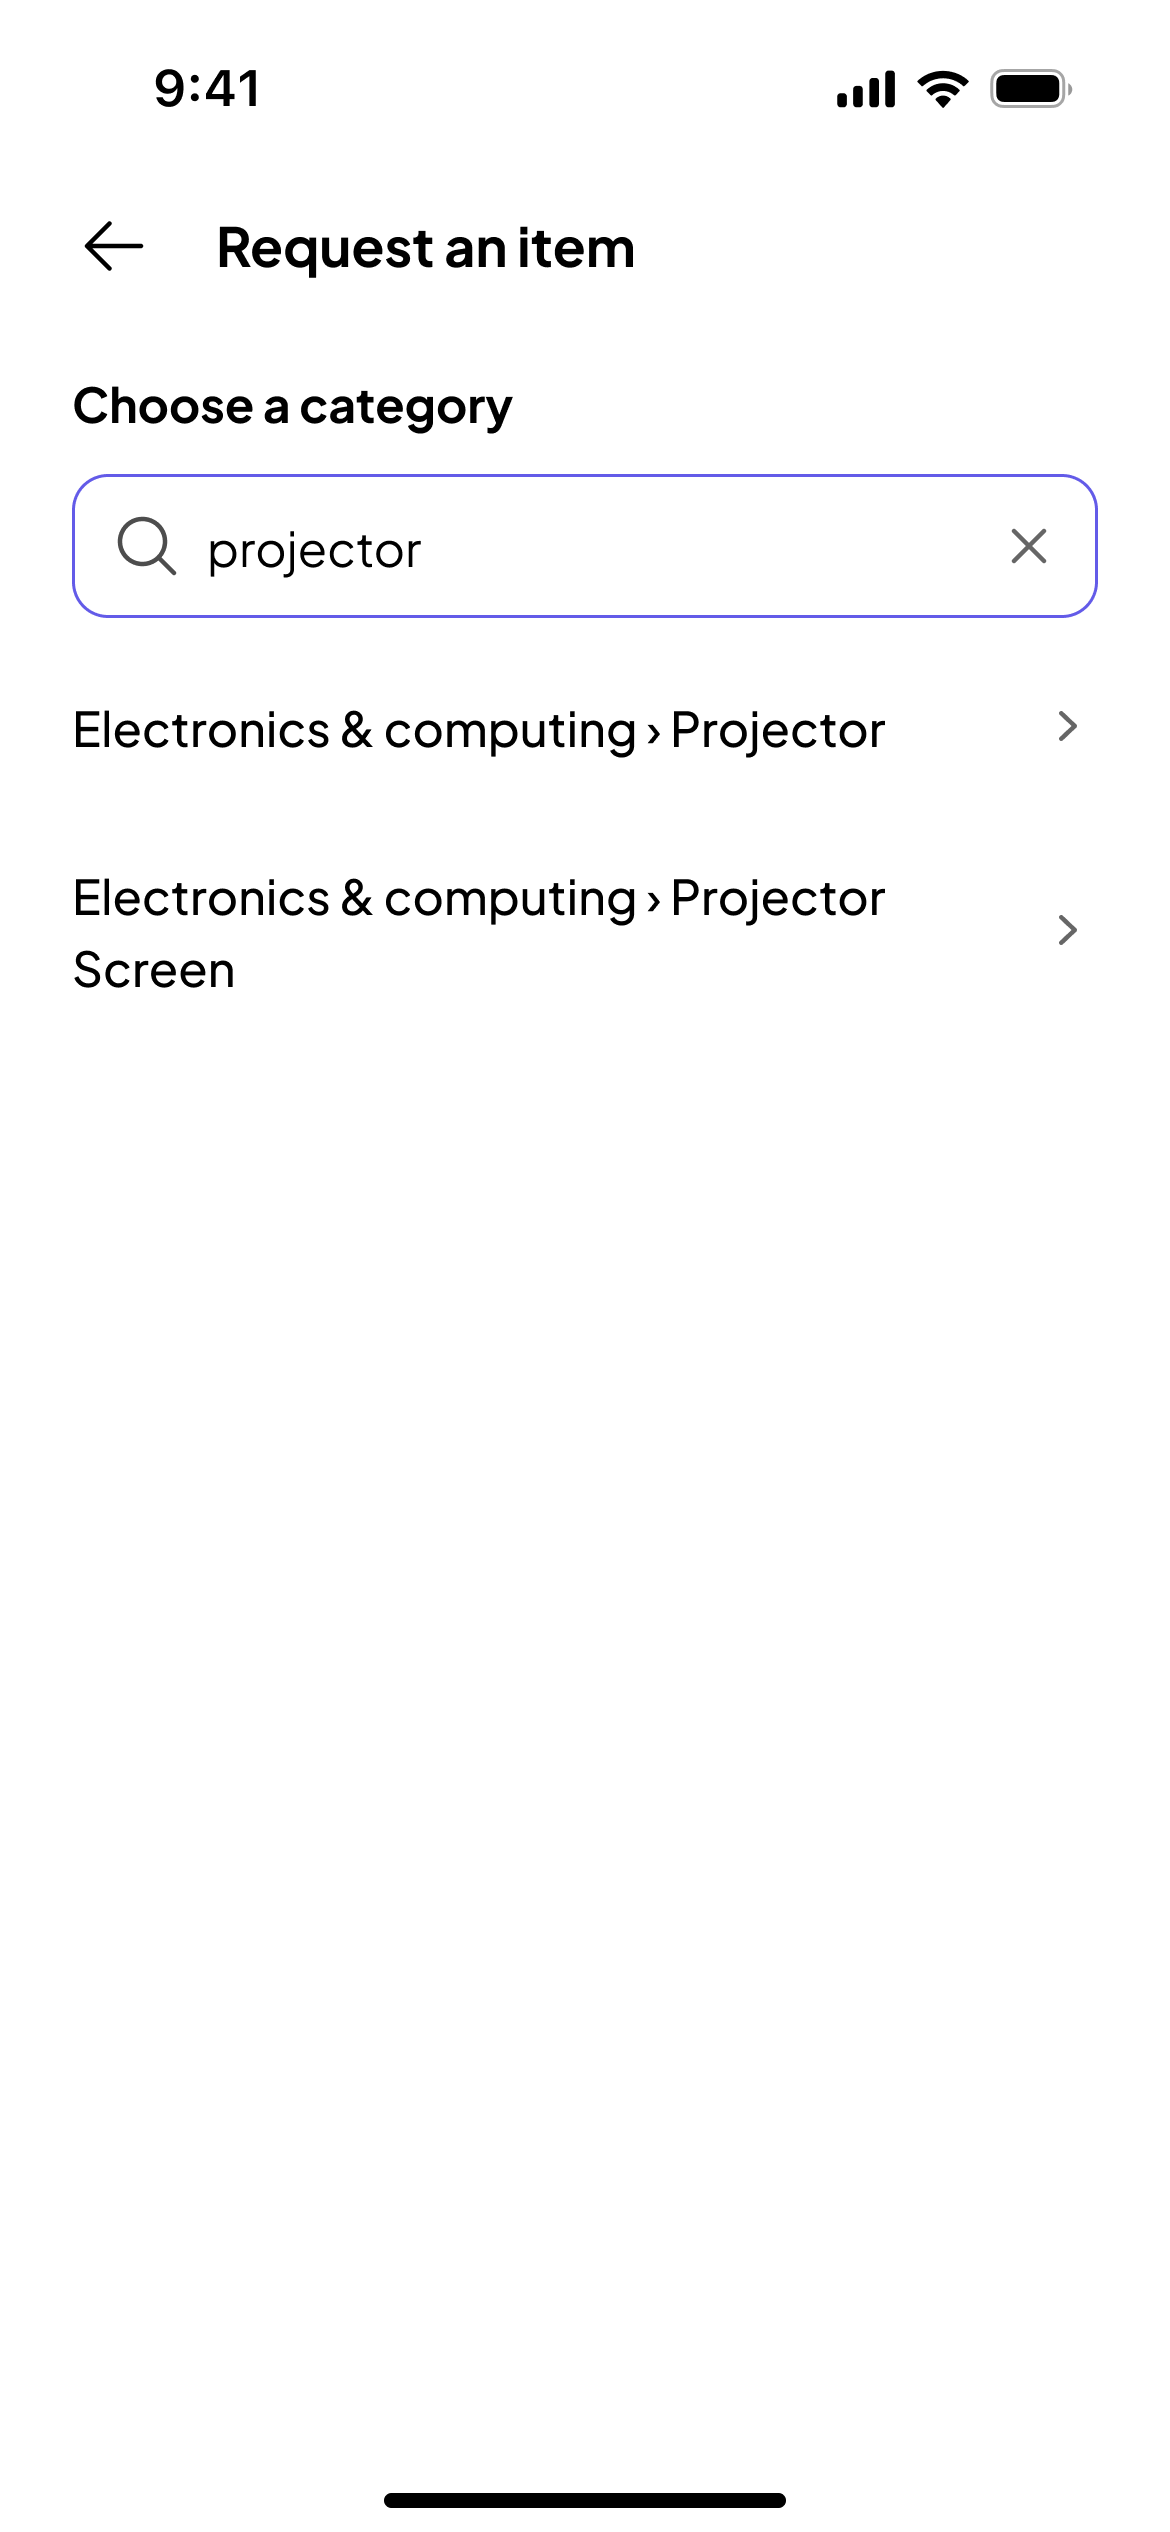 9:41
Request an item
Choose a category
projector
Electronics & computing › Projector
Electronics & computing › Projector
Screen